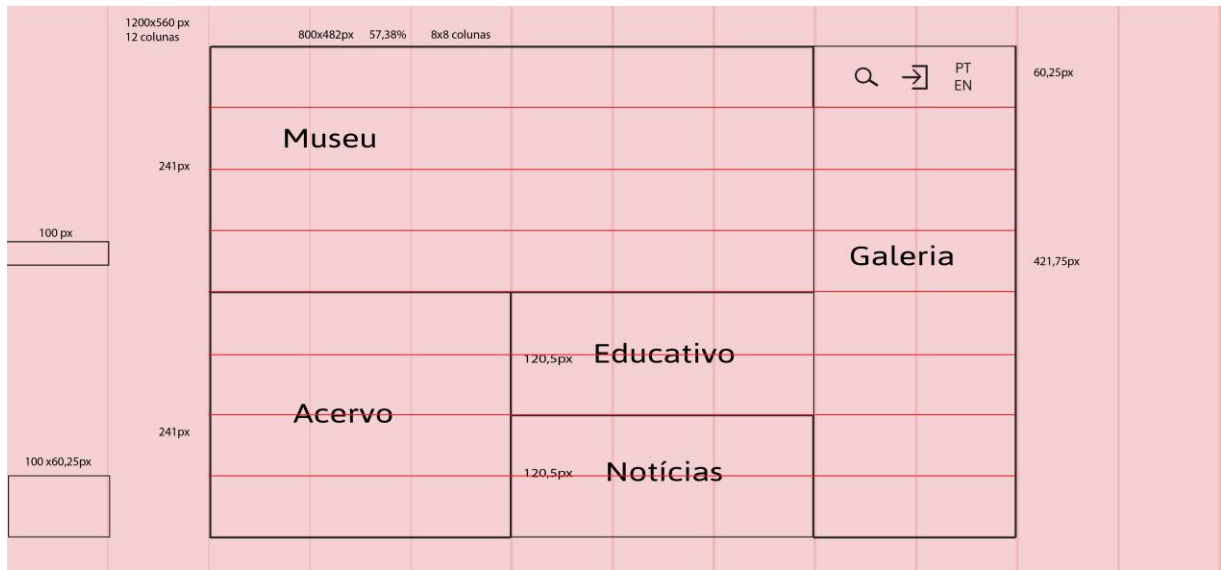 1200x560 px
12 colunas
800x482px 57,38% 8x8 colunas
PT
EN
60,25px
Museu
241px
100 px
Galeria
421,75px
120,5px Educativo
Acervo
241px
100 x60,25px
120,5px Notícias